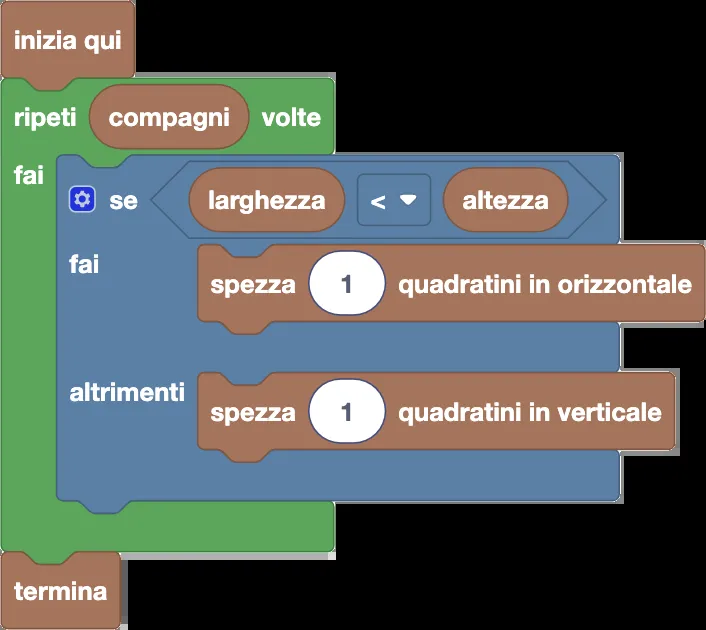 inizia qui
ripeti compagni volte
fai
se larghezza < altezza
fai
spezza 1 quadratini in orizzontale
altrimenti
spezza 1 quadratini in verticale
termina